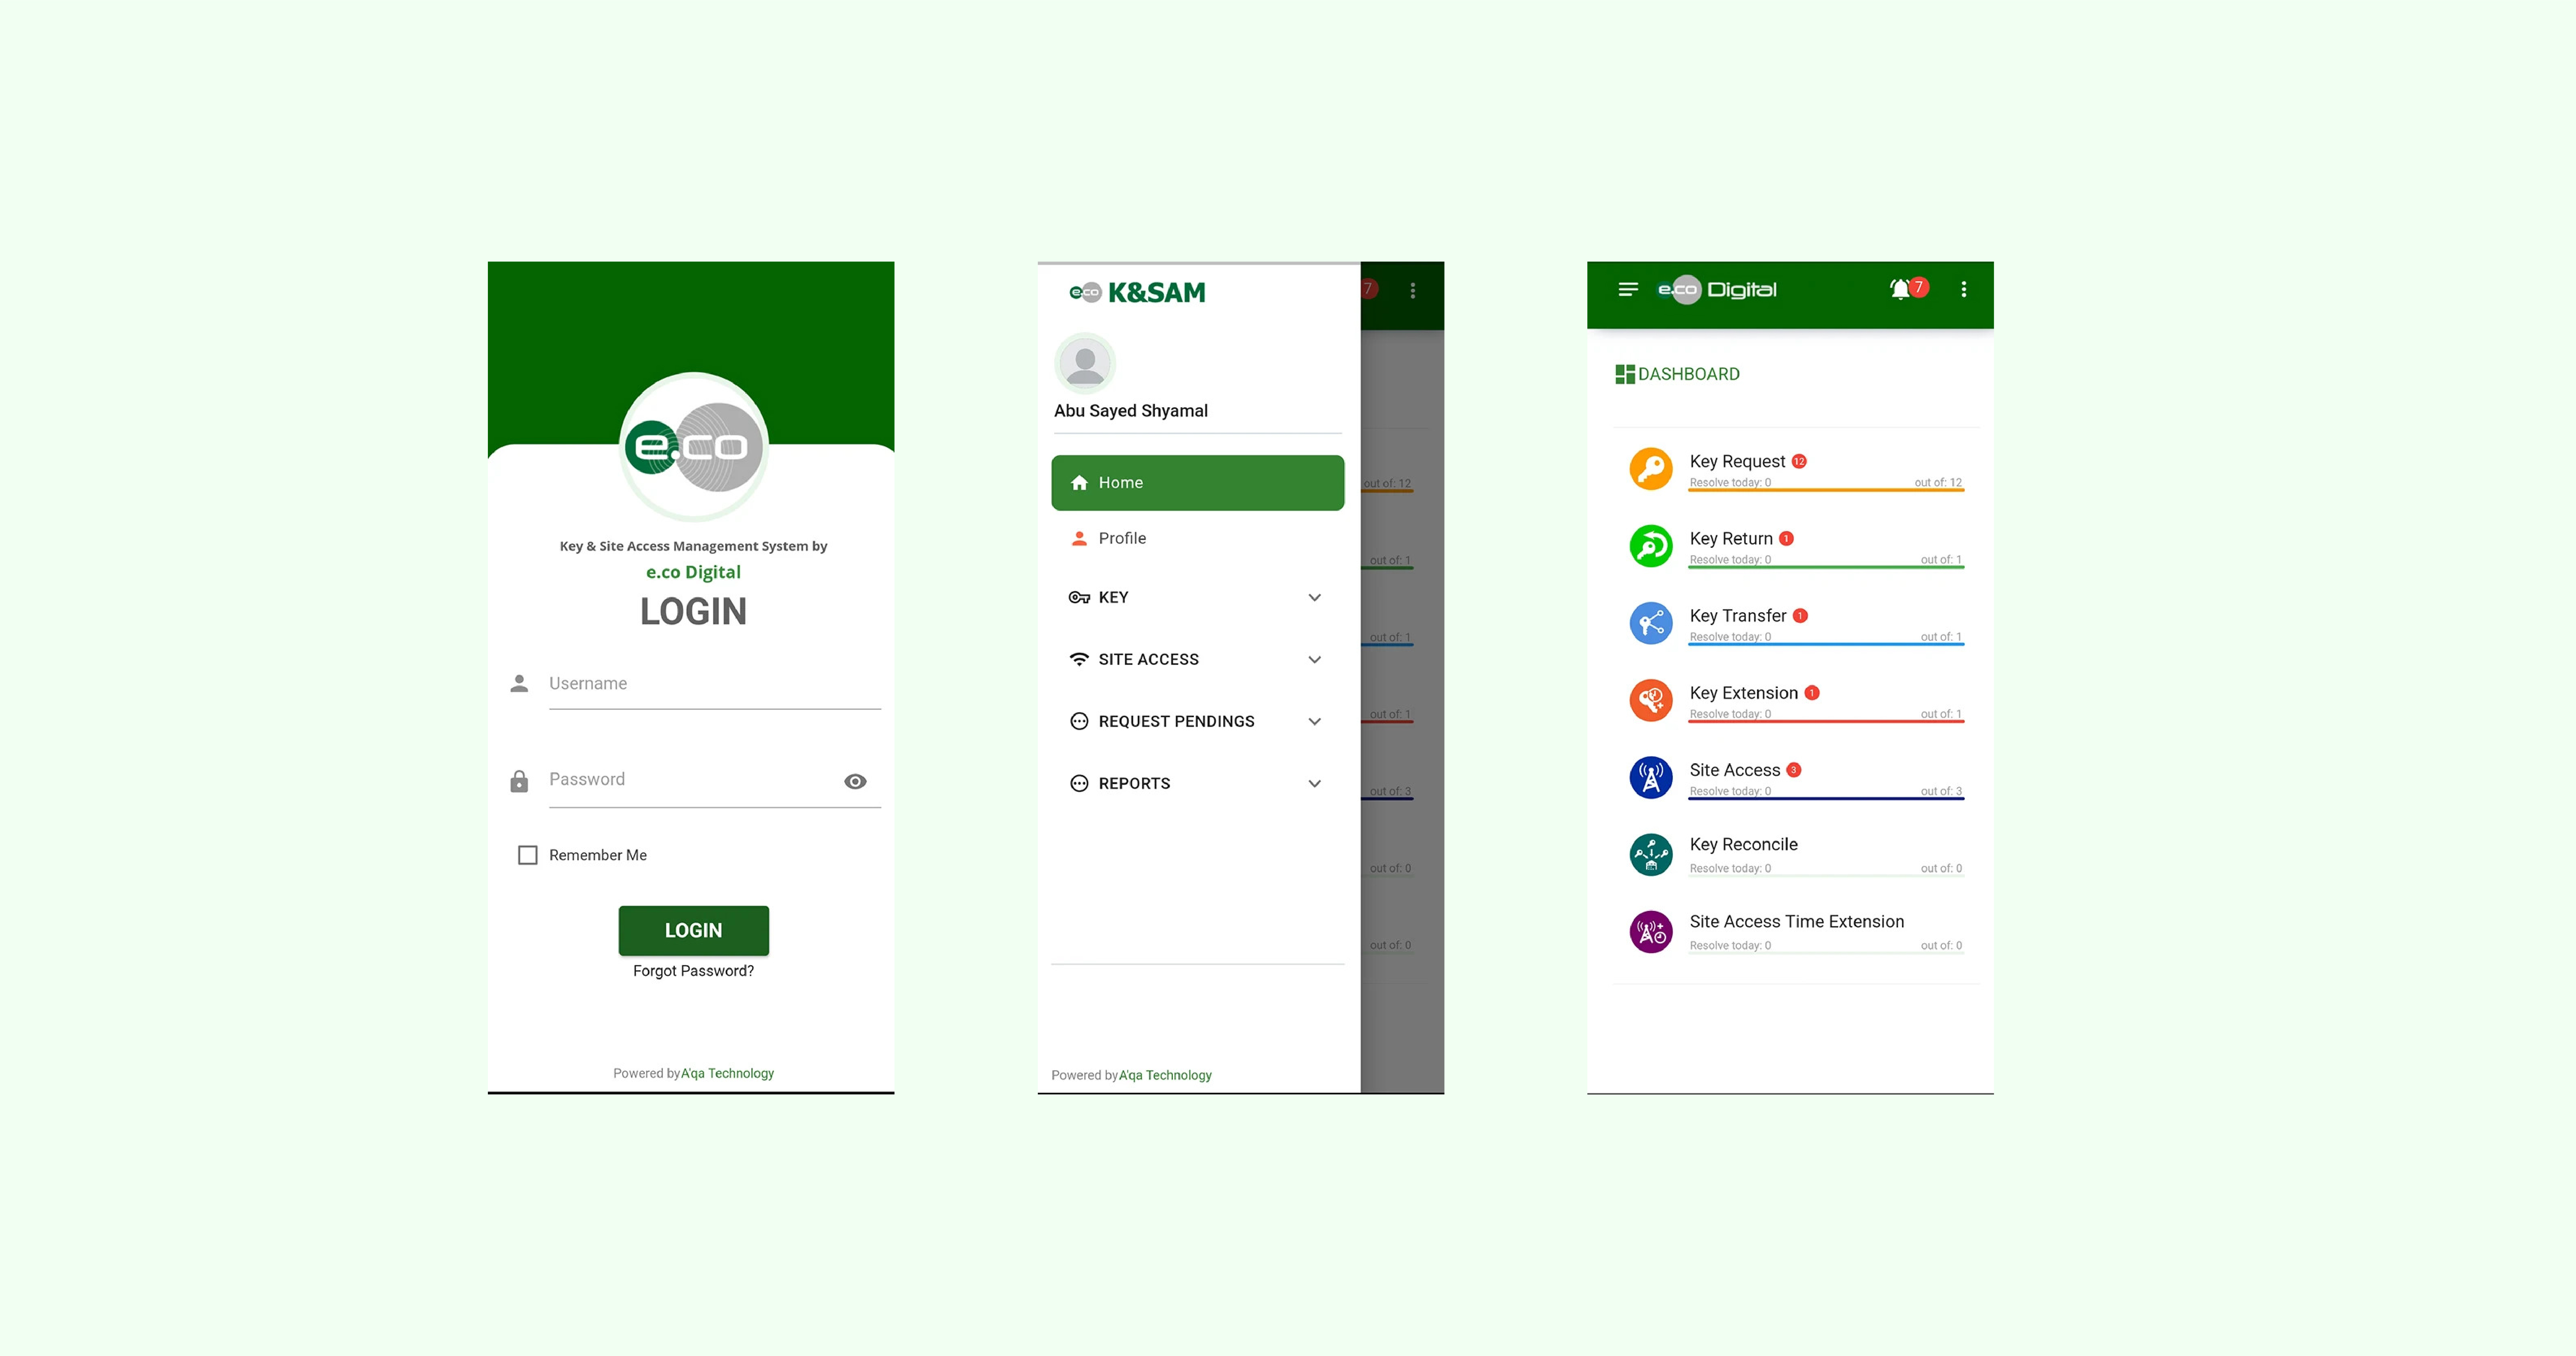 e.co
Key & Site Access Management System by
e.co Digital
LOGIN
Username
Password
Remember Me
LOGIN
Forgot Password?
Powered by A'qa Technology
e.co K&SAM
Abu Sayed Shyamal
Home
Profile
KEY
SITE ACCESS
REQUEST PENDINGS
REPORTS
Powered by A'qa Technology
7
out of: 12
out of: 1
out of: 1
out of: 1
out of: 3
out of: 0
out of: 0
e.co Digital 7
DASHBOARD
Key Request 12
Resolve today: 0 out of: 12
Key Return 1
Resolve today: 0 out of: 1
Key Transfer 1
Resolve today: 0 out of: 1
Key Extension 1
Resolve today: 0 out of: 1
Site Access 3
Resolve today: 0 out of: 3
Key Reconcile
Resolve today: 0 out of: 0
Site Access Time Extension
Resolve today: 0 out of: 0